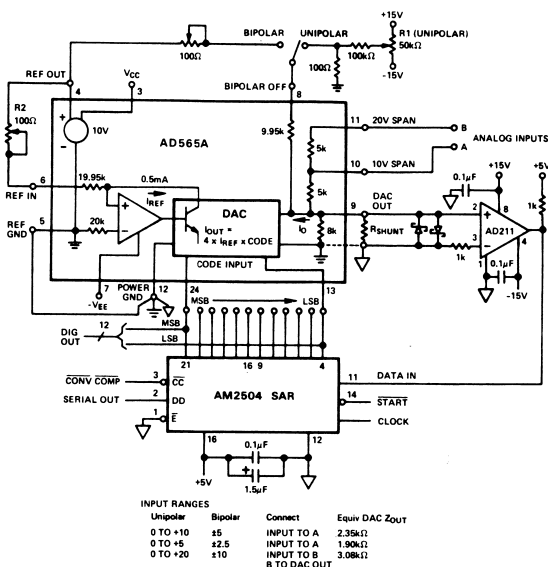 +15V
BIPOLAR
UNIPOLAR
R1 (UNIPOLAR)
50kΩ
100Ω
100kΩ
100Ω
-15V
REF OUT
VCC
BIPOLAR OFF
4
3
8
R2
100Ω
+
10V
-
AD565A
9.95k
11
20V SPAN
B
ANALOG INPUTS
5k
10
10V SPAN
A
5k
6
19.95k
0.5mA
IREF
REF IN
DAC
IOUT =
4 × IREF × CODE
CODE INPUT
DAC
OUT
9
IO
8k
RSHUNT
0.1µF
+15V
+5V
1k
8
2
+
AD211
3
-
4
1k
1
0.1µF
-15V
5
REF
GND
20k
+
-
7
-VEE
POWER
GND
12
24
13
MSB
LSB
12
DIG
OUT
MSB
LSB
21
16 9
4
CONV COMP
3
CC
AM2504 SAR
11
DATA IN
SERIAL OUT
2
DD
14
START
1
E
CLOCK
16
12
0.1µF
+5V
+
1.5µF
INPUT RANGES
Unipolar Bipolar Connect Equiv DAC ZOUT
0 TO +10 ±5 INPUT TO A 2.35kΩ
0 TO +5 ±2.5 INPUT TO A 1.90kΩ
0 TO +20 ±10 INPUT TO B 3.08kΩ
B TO DAC OUT